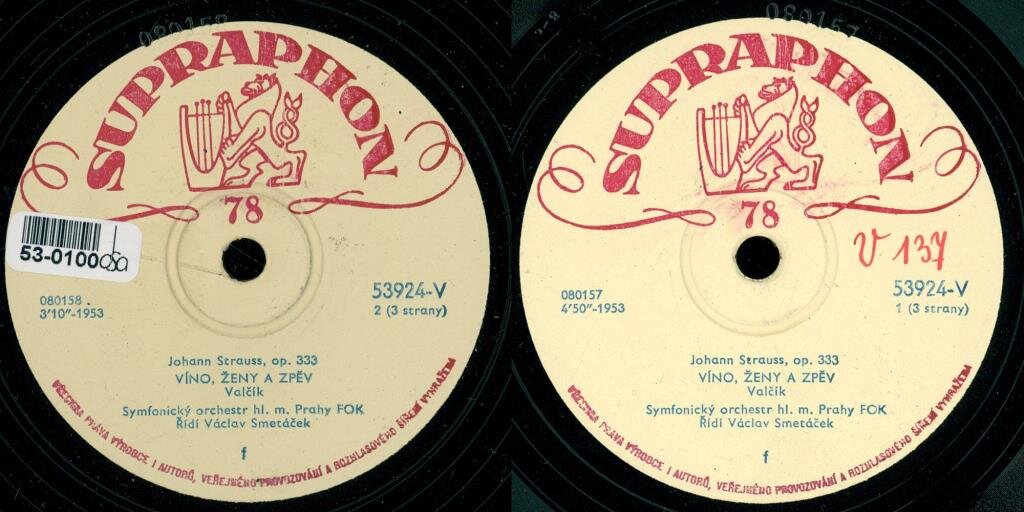 080158
SUPRAPHON
78
53-0100
080158
3'10"-1953
53924-V
2 (3 strany)
Johann Strauss, op. 333
VÍNO, ŽENY A ZPĚV
Valčík
Symfonický orchestr hl. m. Prahy FOK
Řídí Václav Smetáček
f
VŠECHNA PRÁVA VÝROBCE I AUTORŮ, VEŘEJNÉHO PROVOZOVÁNÍ A ROZHLASOVÉHO ŠÍŘENÍ VYHRAŽENA
080157
SUPRAPHON
78
V 137
080157
4'50"-1953
53924-V
1 (3 strany)
Johann Strauss, op. 333
VÍNO, ŽENY A ZPĚV
Valčík
Symfonický orchestr hl. m. Prahy FOK
Řídí Václav Smetáček
f
VŠECHNA PRÁVA VÝROBCE I AUTORŮ, VEŘEJNÉHO PROVOZOVÁNÍ A ROZHLASOVÉHO ŠÍŘENÍ VYHRAŽENA